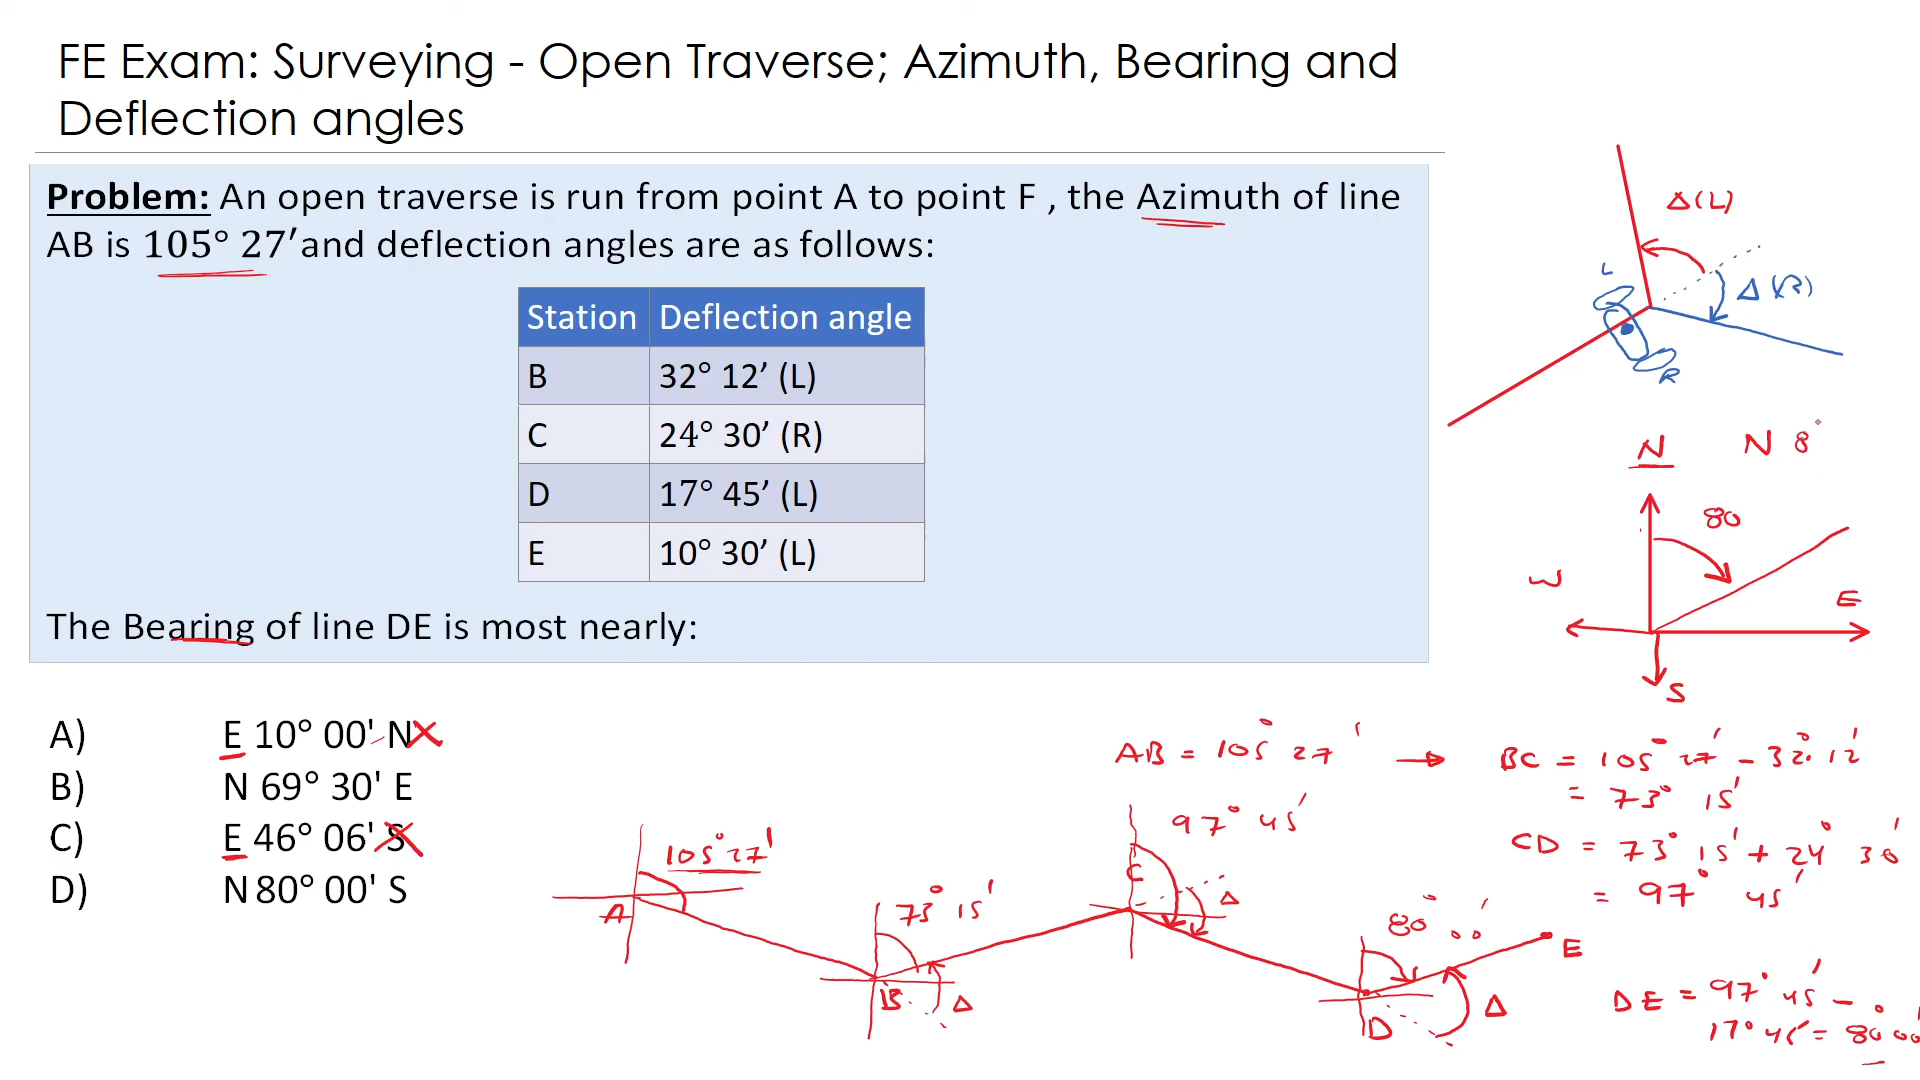 FE Exam: Surveying - Open Traverse; Azimuth, Bearing and
Deflection angles
Problem: An open traverse is run from point A to point F , the Azimuth of line
AB is 105° 27′and deflection angles are as follows:
Station Deflection angle
B 32° 12’ (L)
C 24° 30’ (R)
D 17° 45’ (L)
E 10° 30’ (L)
The Bearing of line DE is most nearly:
A) E 10° 00' N
B) N 69° 30' E
C) E 46° 06' S
D) N 80° 00' S
Δ(L)
L
Δ(R)
R
N N 8°
80
W
E
S
AB = 105° 27' → BC = 105° 27' - 32° 12'
= 73° 15'
CD = 73° 15' + 24° 30'
= 97° 45'
DE = 97° 45' -
17° 45' = 80° 00'
105° 27'
A
73° 15'
B
Δ
97° 45'
C
Δ
80° 00'
E
D
Δ